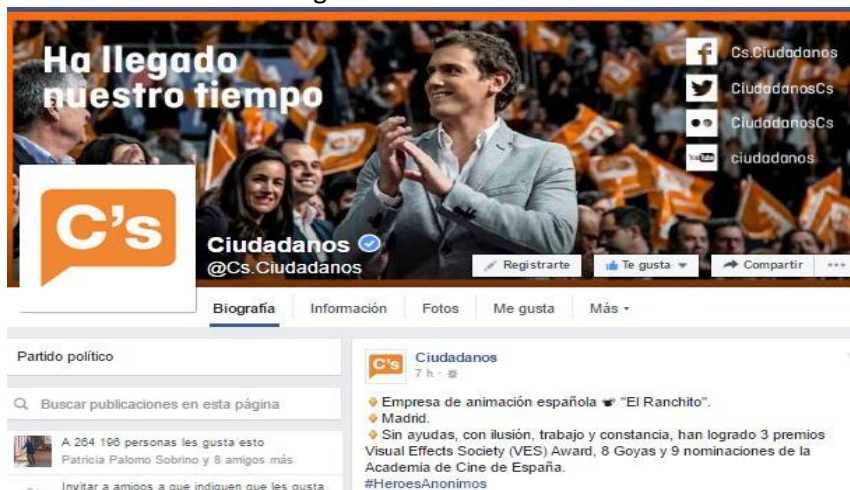 Ha llegado
nuestro tiempo
Cs.Ciudadanos
CiudadanosCs
CiudadanosCs
You Tube ciudadanos
C's
Ciudadanos
@Cs.Ciudadanos
Registrarte
Te gusta
Compartir
Biografía Información Fotos Me gusta Más
Partido político
Buscar publicaciones en esta página
A 264 196 personas les gusta esto
Patricia Palomo Sobrino y 8 amigos más
Invitar a amigos a que indiquen que les gusta
C's
Ciudadanos
7 h
Empresa de animación española "El Ranchito".
Madrid.
Sin ayudas, con ilusión, trabajo y constancia, han logrado 3 premios
Visual Effects Society (VES) Award, 8 Goyas y 9 nominaciones de la
Academia de Cine de España.
#HeroesAnonimos